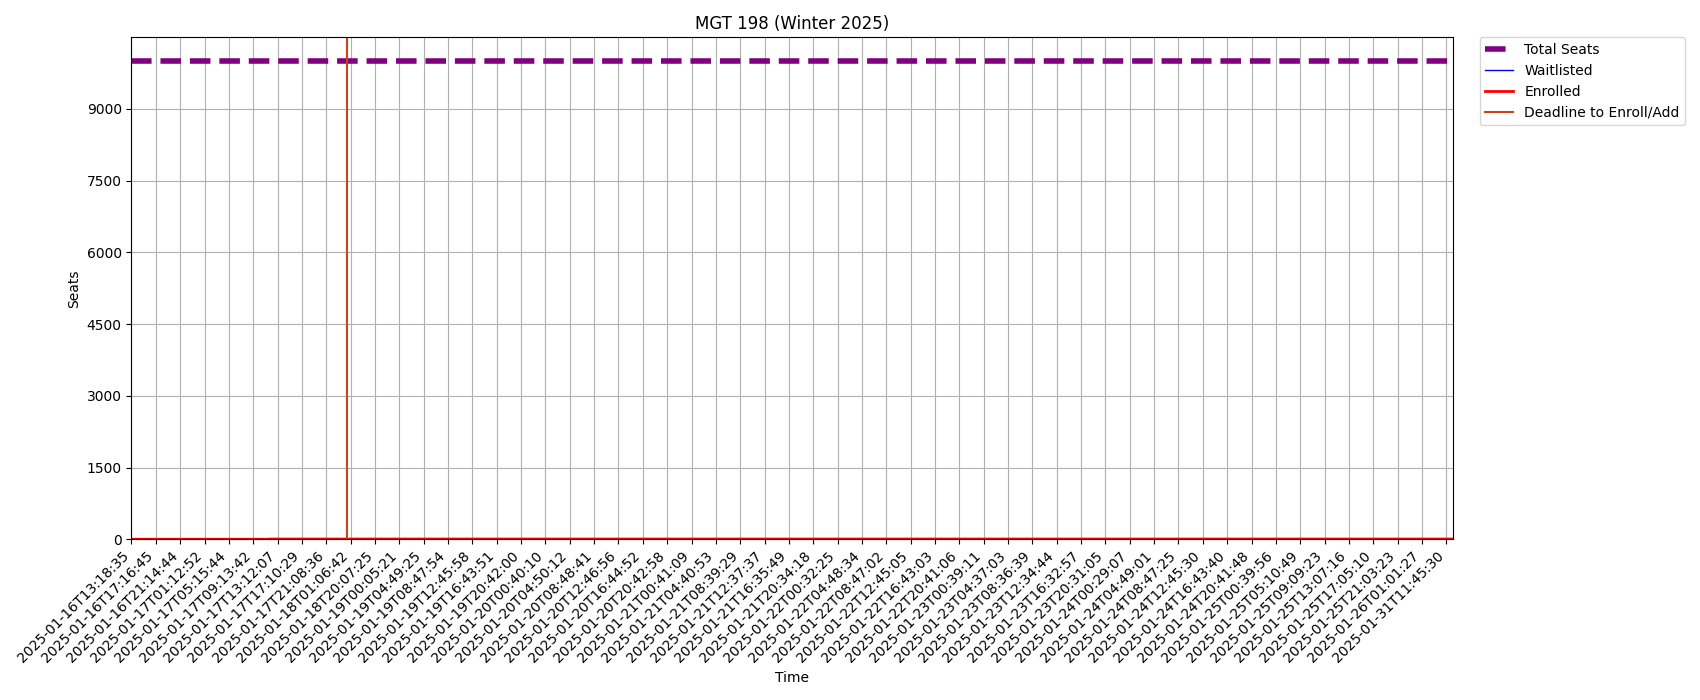 MGT 198 (Winter 2025)
Total Seats
Waitlisted
Enrolled
Deadline to Enroll/Add
Seats
9000
7500
6000
4500
3000
1500
0
2025-01-16T13:18:35
2025-01-16T17:16:45
2025-01-16T21:14:44
2025-01-17T01:12:52
2025-01-17T05:15:44
2025-01-17T09:13:42
2025-01-17T13:12:07
2025-01-17T17:10:29
2025-01-17T21:08:36
2025-01-18T01:06:42
2025-01-18T20:07:25
2025-01-19T00:05:21
2025-01-19T04:49:25
2025-01-19T08:47:54
2025-01-19T12:45:58
2025-01-19T16:43:51
2025-01-19T20:42:00
2025-01-20T00:40:10
2025-01-20T04:50:12
2025-01-20T08:48:41
2025-01-20T12:46:56
2025-01-20T16:44:52
2025-01-20T20:42:58
2025-01-21T00:41:09
2025-01-21T04:40:53
2025-01-21T08:39:29
2025-01-21T12:37:37
2025-01-21T16:35:49
2025-01-21T20:34:18
2025-01-22T00:32:25
2025-01-22T04:48:34
2025-01-22T08:47:02
2025-01-22T12:45:05
2025-01-22T16:43:03
2025-01-22T20:41:06
2025-01-23T00:39:11
2025-01-23T04:37:03
2025-01-23T08:36:39
2025-01-23T12:34:44
2025-01-23T16:32:57
2025-01-23T20:31:05
2025-01-24T00:29:07
2025-01-24T04:49:01
2025-01-24T08:47:25
2025-01-24T12:45:30
2025-01-24T16:43:40
2025-01-24T20:41:48
2025-01-25T00:39:56
2025-01-25T05:10:49
2025-01-25T09:09:23
2025-01-25T13:07:16
2025-01-25T17:05:10
2025-01-25T21:03:23
2025-01-26T01:01:27
2025-01-31T11:45:30
Time